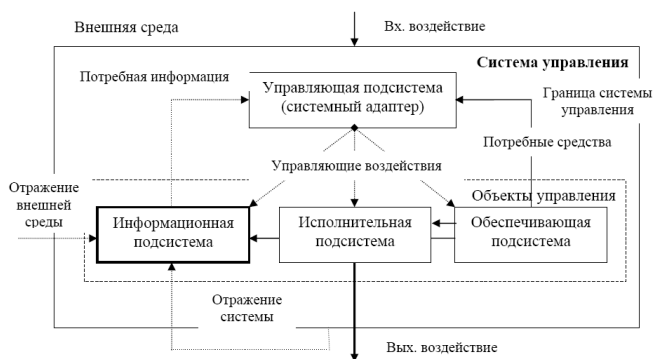 Внешняя среда
Вх. воздействие
Система управления
Потребная информация
Управляющая подсистема
(системный адаптер)
Граница системы
управления
Потребные средства
Управляющие воздействия
Отражение
внешней
среды
Объекты управления
Информационная
подсистема
Исполнительная
подсистема
Обеспечивающая
подсистема
Отражение
системы
Вых. воздействие